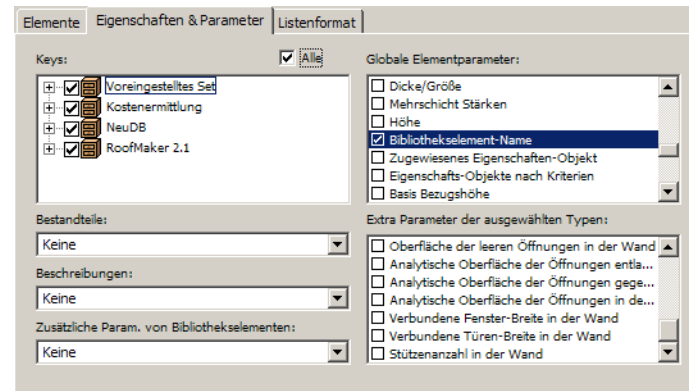 Elemente Eigenschaften & Parameter Listenformat
Keys: Alle
Voreingestelltes Set
Kostenermittlung
NeuDB
RoofMaker 2.1
Bestandteile:
Keine
Beschreibungen:
Keine
Zusätzliche Param. von Bibliothekselementen:
Keine
Globale Elementparameter:
Dicke/Größe
Mehrschicht Stärken
Höhe
Bibliothekselement-Name
Zugewiesenes Eigenschaften-Objekt
Eigenschafts-Objekte nach Kriterien
Basis Bezugshöhe
Extra Parameter der ausgewählten Typen:
Oberfläche der leeren Öffnungen in der Wand
Analytische Oberfläche der Öffnungen entla...
Analytische Oberfläche der Öffnungen gege...
Analytische Oberfläche der Öffnungen in de...
Verbundene Fenster-Breite in der Wand
Verbundene Türen-Breite in der Wand
Stützenanzahl in der Wand